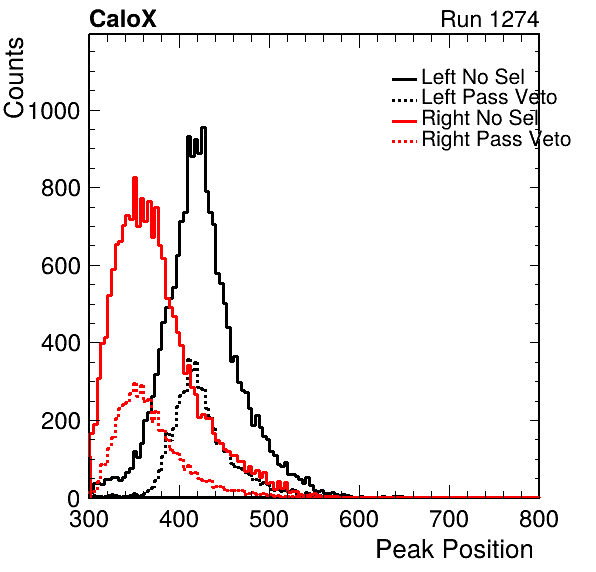 CaloX Run 1274
Counts
Left No Sel
Left Pass Veto
Right No Sel
Right Pass Veto
1000
800
600
400
200
0
300 400 500 600 700 800
Peak Position